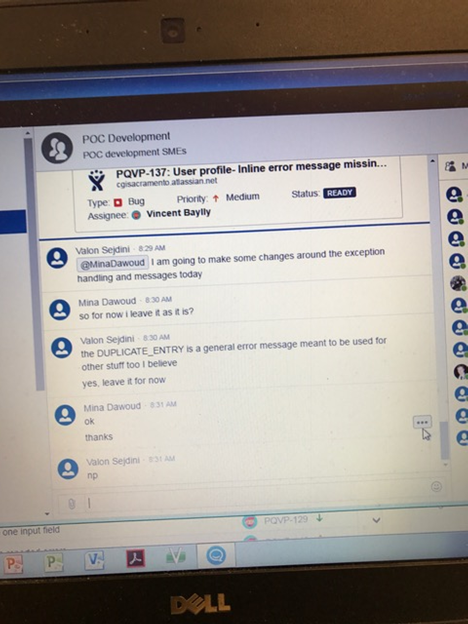 POC Development
POC development SMEs
M
PQVP-137: User profile- Inline error message missin...
cgisacramento.atlassian.net
Type: Bug Priority: Medium Status: READY
Assignee: Vincent Baylly
Valon Sejdini · 8:29 AM
@MinaDawoud I am going to make some changes around the exception
handling and messages today
Mina Dawoud · 8:30 AM
so for now i leave it as it is?
Valon Sejdini · 8:30 AM
the DUPLICATE_ENTRY is a general error message meant to be used for
other stuff too I believe
yes, leave it for now
Mina Dawoud · 8:31 AM
ok
thanks
Valon Sejdini · 8:31 AM
np
one input field
PQVP-129
DELL